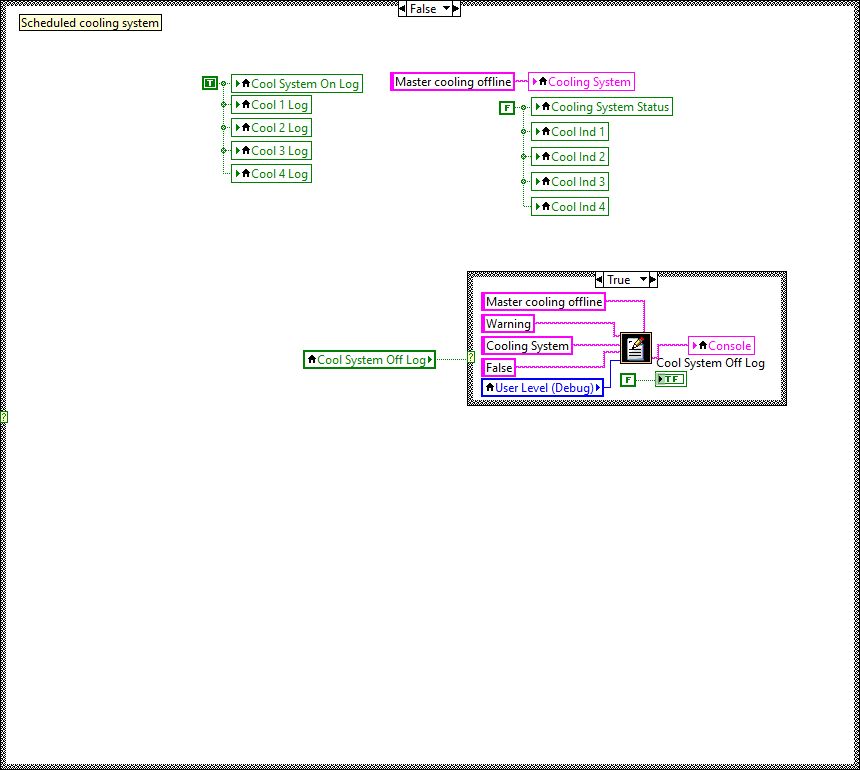 False
Scheduled cooling system
T
Cool System On Log
Cool 1 Log
Cool 2 Log
Cool 3 Log
Cool 4 Log
Master cooling offline
Cooling System
F
Cooling System Status
Cool Ind 1
Cool Ind 2
Cool Ind 3
Cool Ind 4
True
Master cooling offline
Warning
Cooling System
False
User Level (Debug)
Console
Cool System Off Log
F
TF
Cool System Off Log
?
?